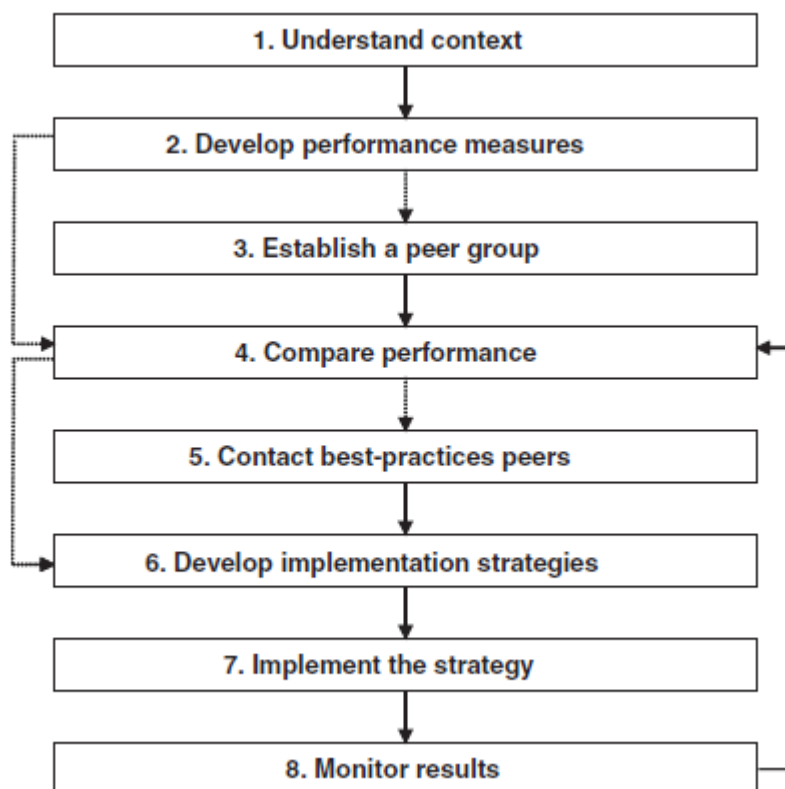 1. Understand context
2. Develop performance measures
3. Establish a peer group
4. Compare performance
5. Contact best-practices peers
6. Develop implementation strategies
7. Implement the strategy
8. Monitor results